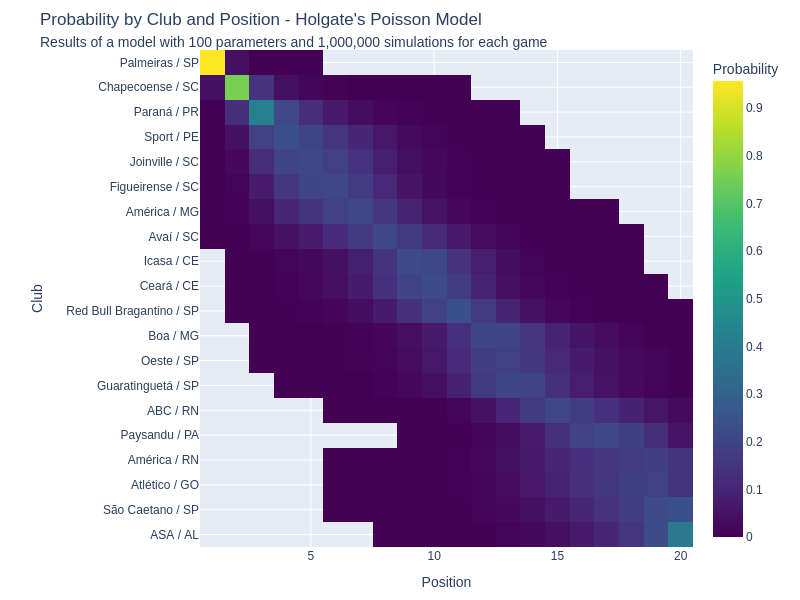 Probability by Club and Position - Holgate's Poisson Model
Results of a model with 100 parameters and 1,000,000 simulations for each game
Palmeiras / SP
Chapecoense / SC
Paraná / PR
Sport / PE
Joinville / SC
Figueirense / SC
América / MG
Avaí / SC
Icasa / CE
Ceará / CE
Red Bull Bragantino / SP
Boa / MG
Oeste / SP
Guaratinguetá / SP
ABC / RN
Paysandu / PA
América / RN
Atlético / GO
São Caetano / SP
ASA / AL
Club
5
10
15
20
Position
Probability
0.9
0.8
0.7
0.6
0.5
0.4
0.3
0.2
0.1
0